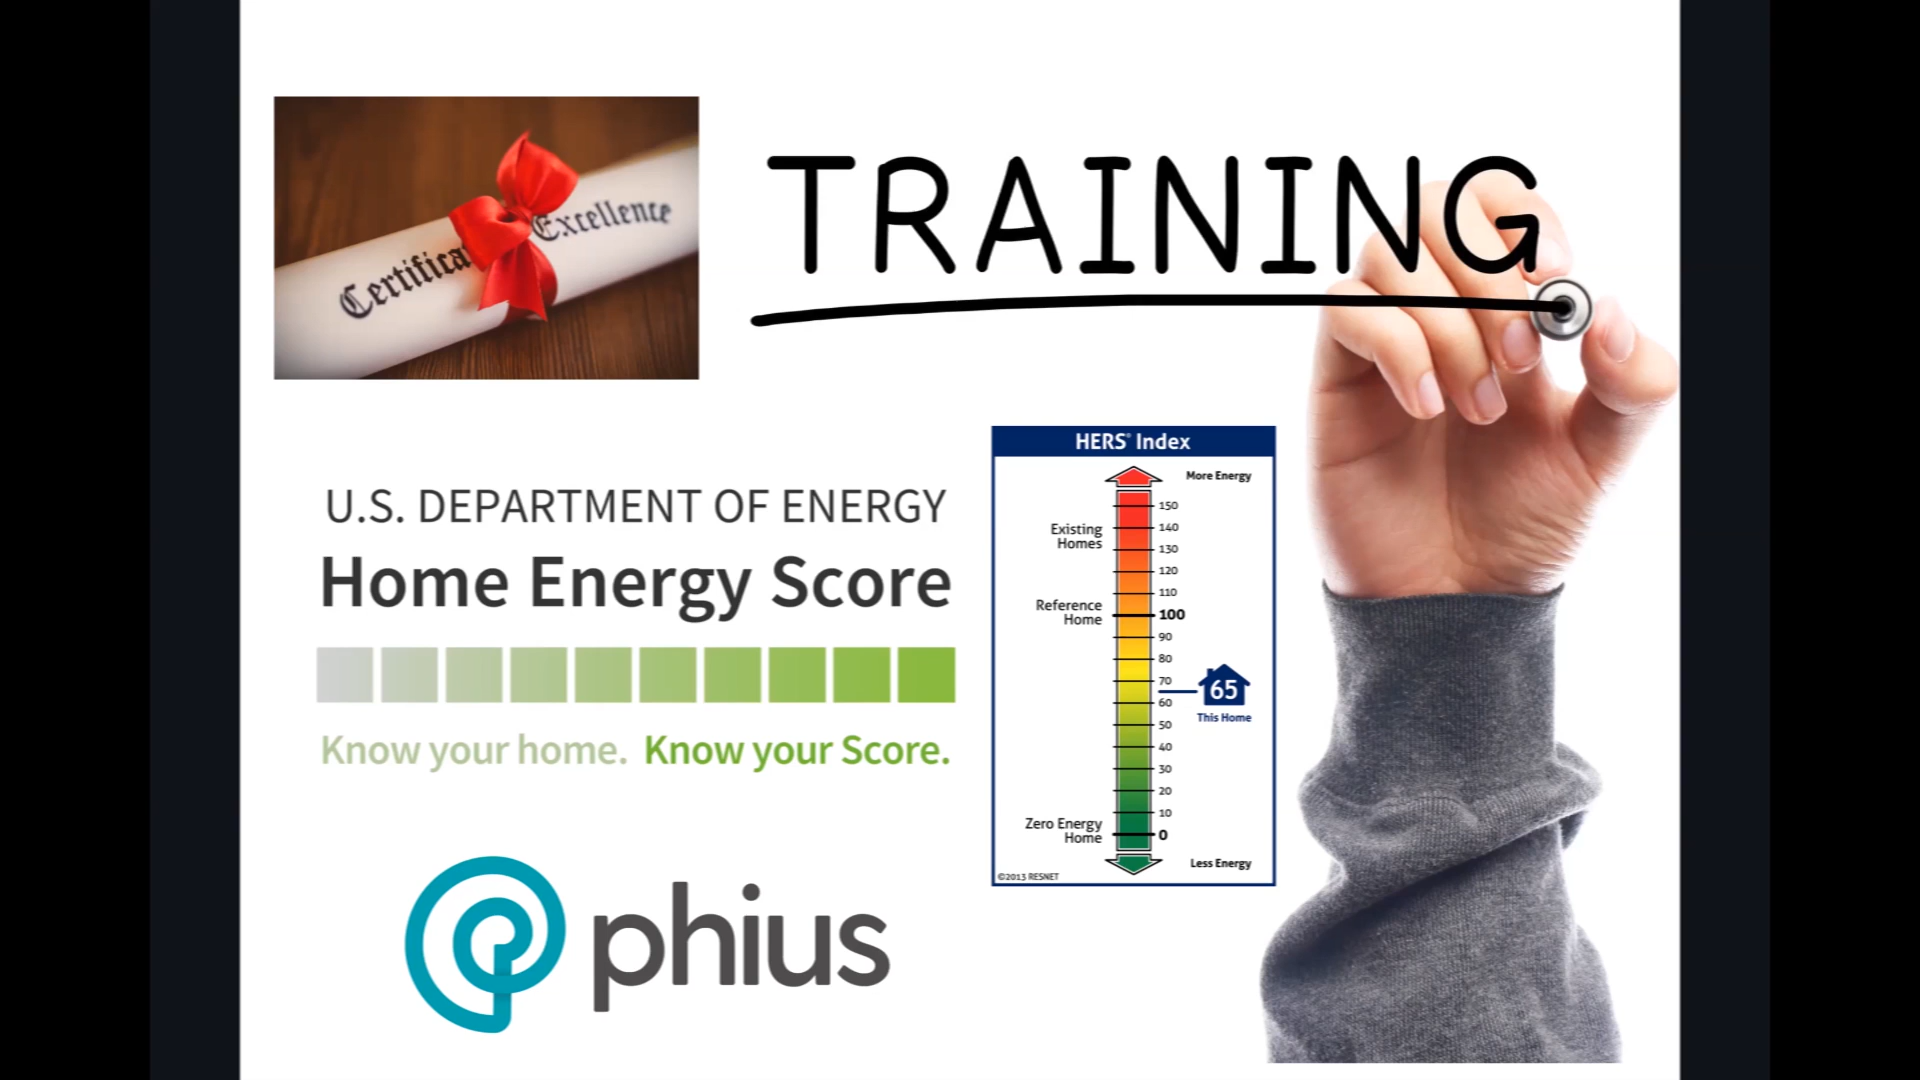 Certifica Excellence
TRAINING
U.S. DEPARTMENT OF ENERGY
Home Energy Score
Know your home. Know your Score.
phius
HERS® Index
More Energy
150
140
Existing
Homes
130
120
110
Reference
Home
100
90
80
70
65
60
This Home
50
40
30
20
10
Zero Energy
Home
0
Less Energy
©2013 RESNET